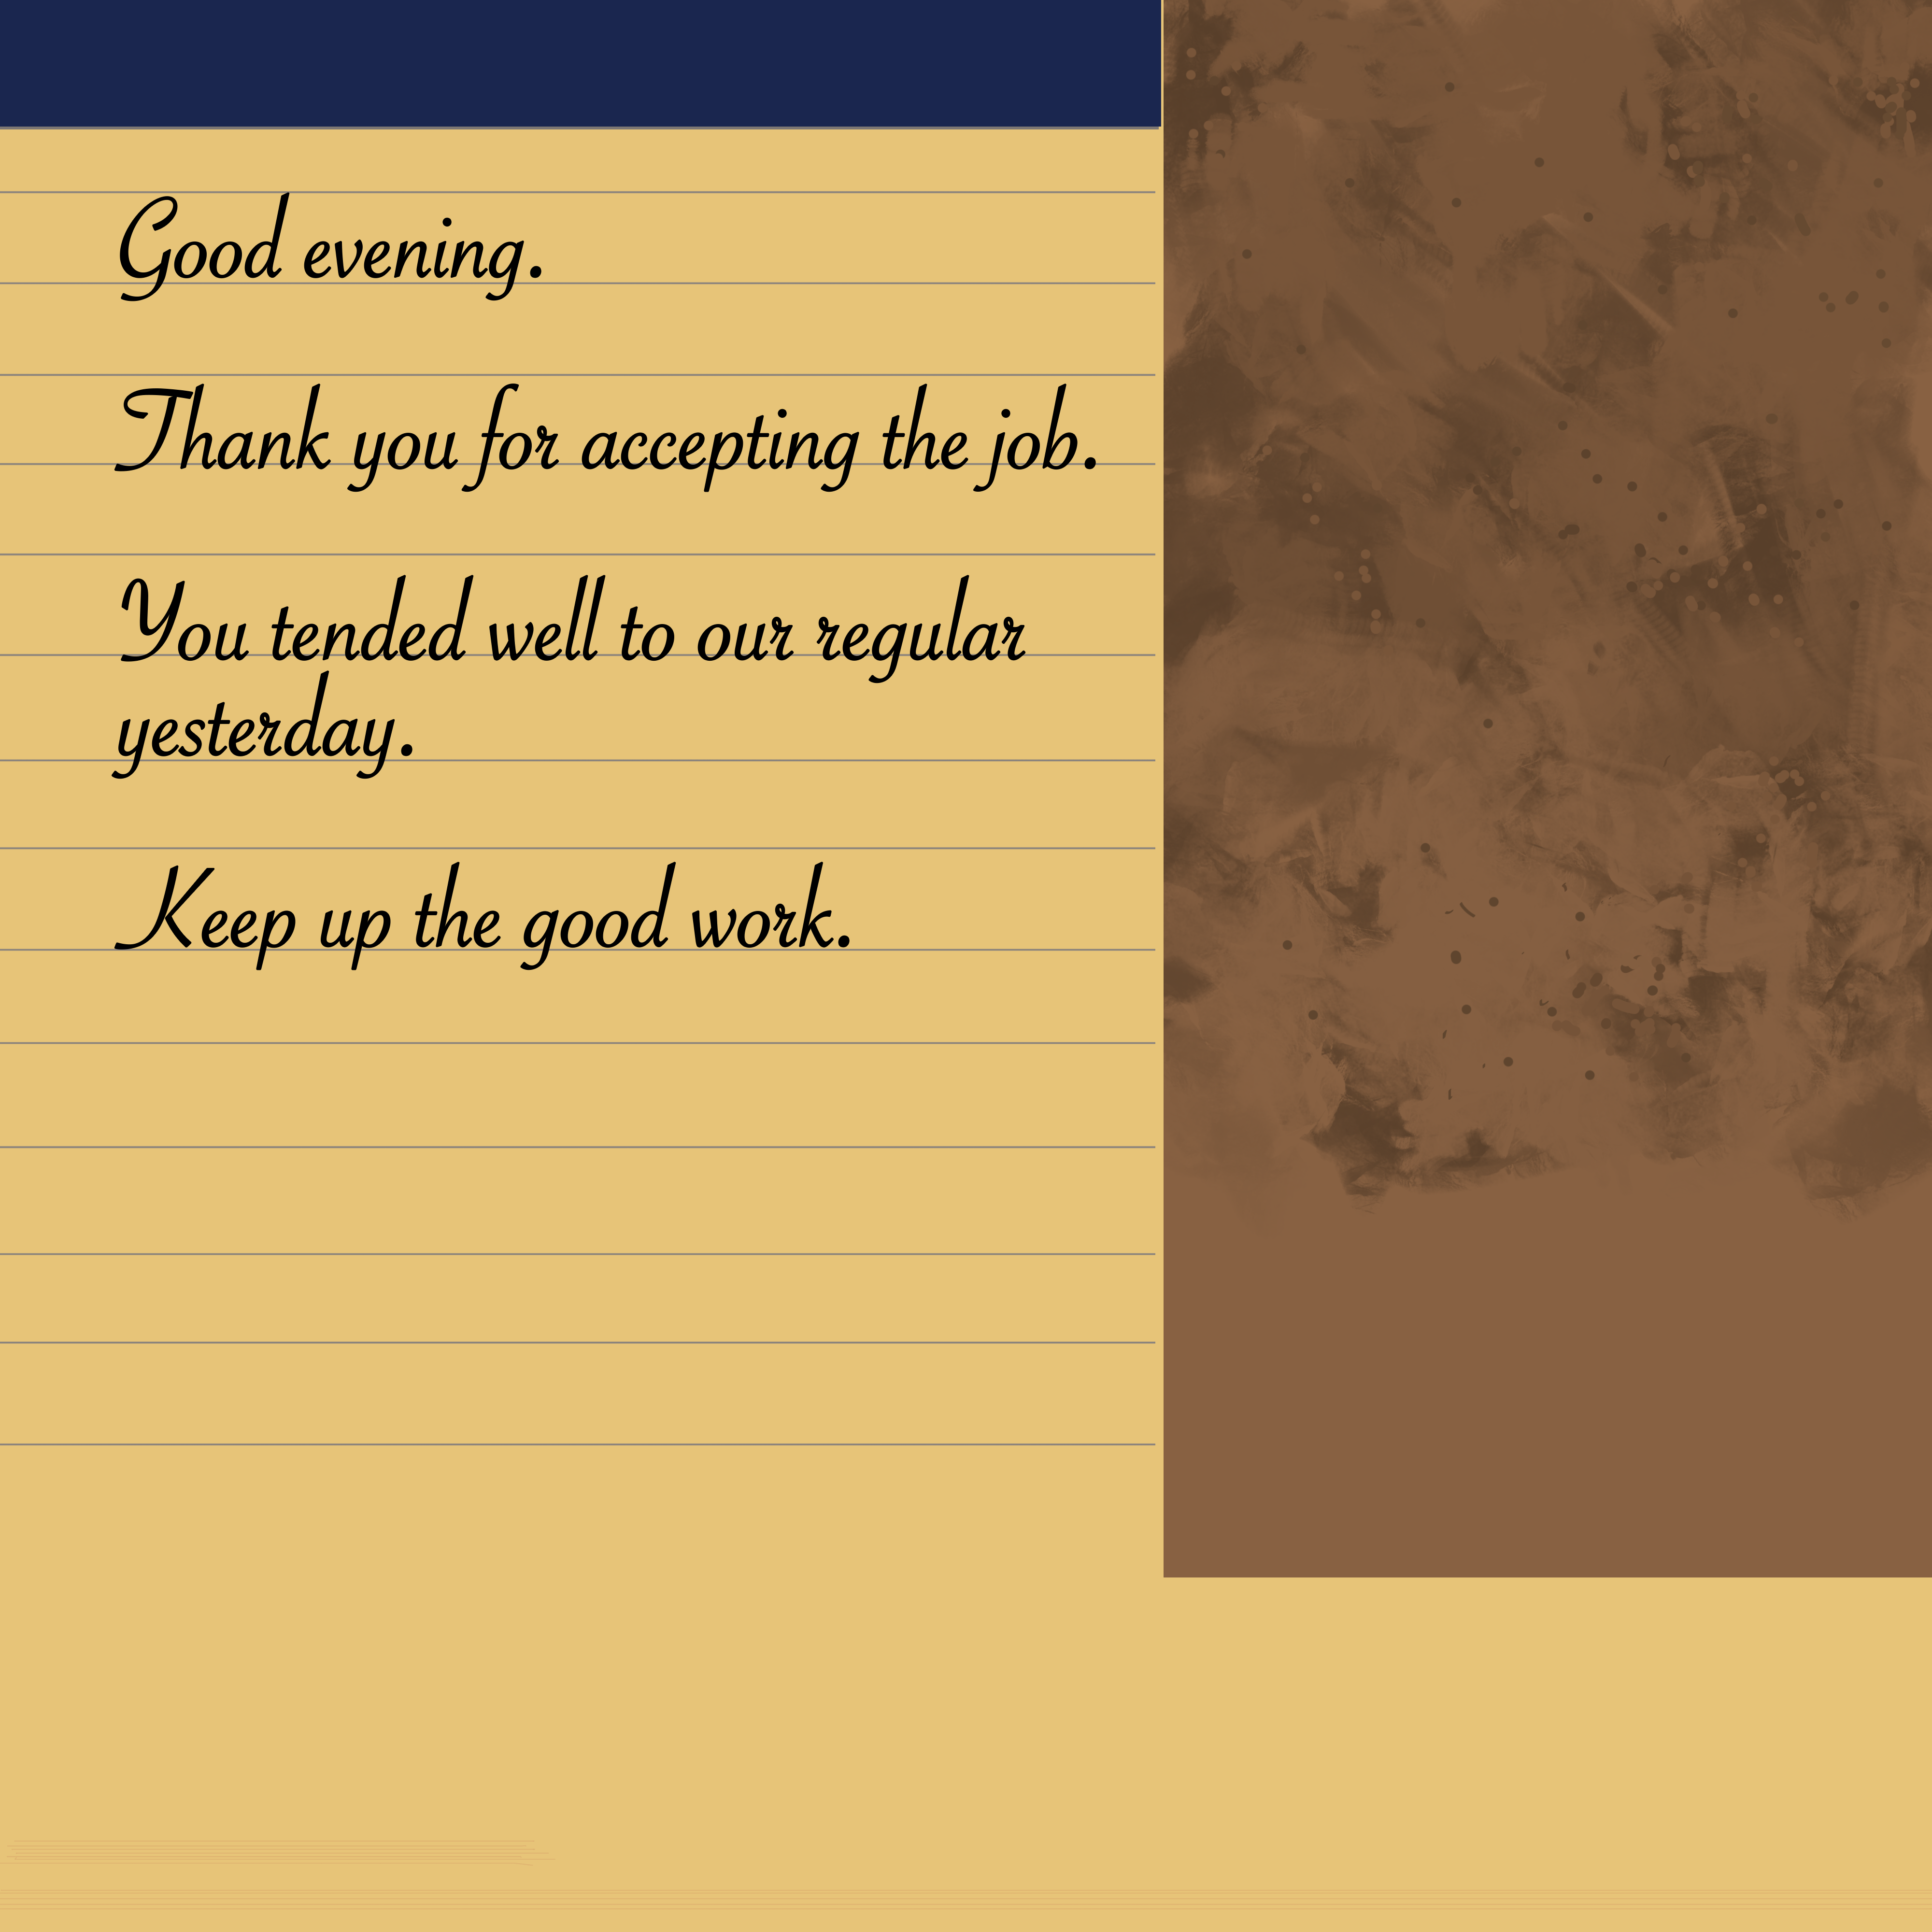 Good evening.
Thank you for accepting the job.
You tended well to our regular
yesterday.
Keep up the good work.